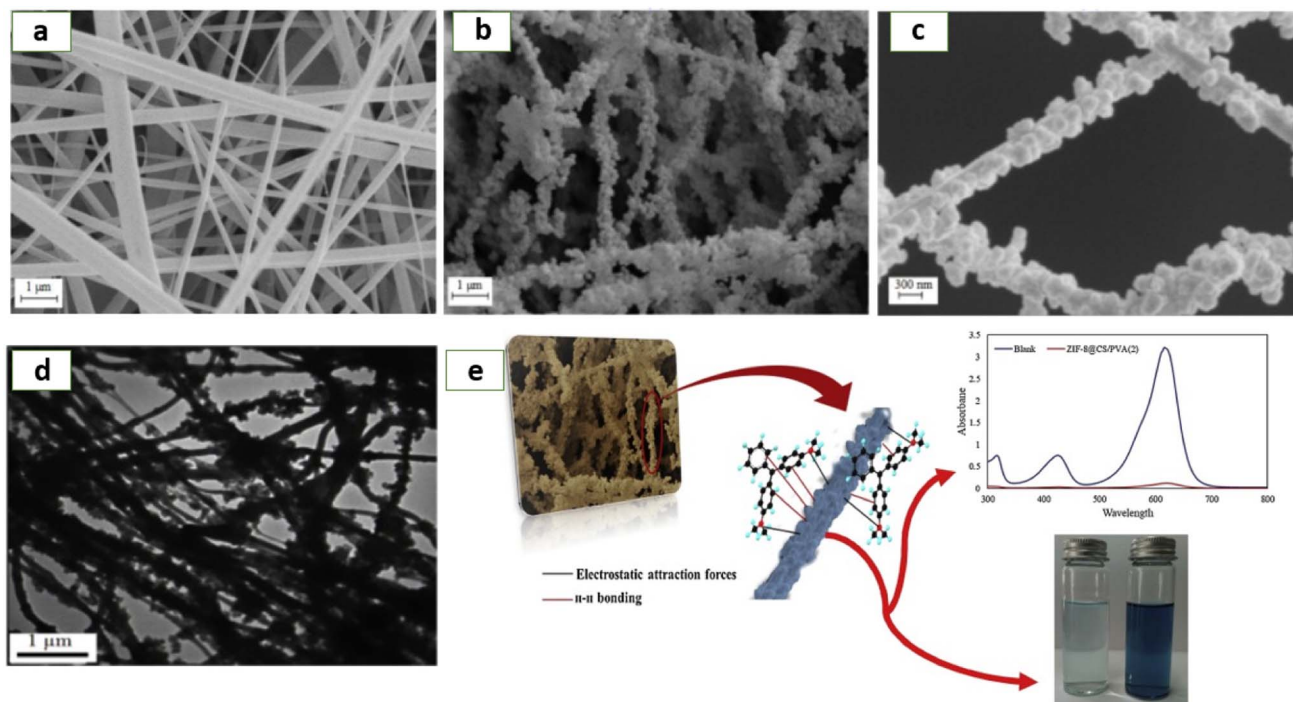 a
b
c
1 µm
1 µm
300 nm
d
1 µm
e
Electrostatic attraction forces
п-п bonding
Blank
ZIF-8@CS/PVA(2)
Absorbane
3.5
3
2.5
2
1.5
1
0.5
0
300
400
500
600
700
800
Wavelength